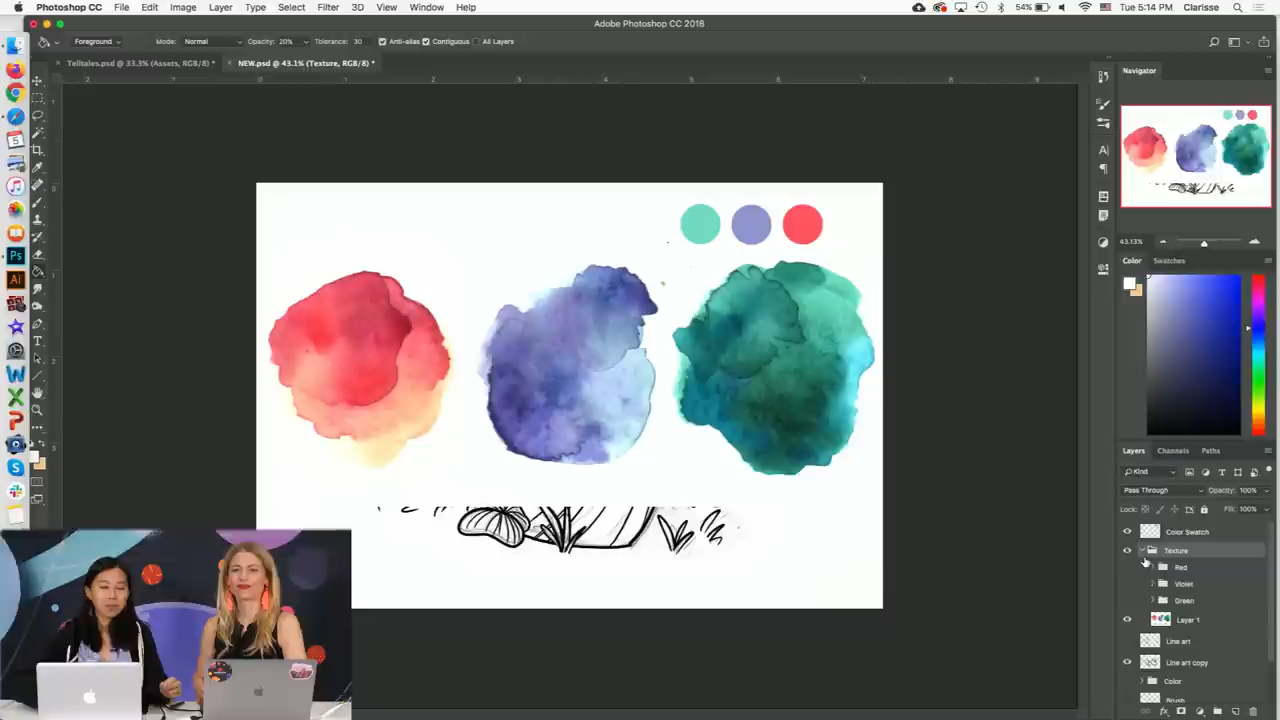 Photoshop CC File Edit Image Layer Type Select Filter 3D View Window Help 54% Tue 5:14 PM Clarisse
Adobe Photoshop CC 2018
Foreground Mode: Normal Opacity: 20% Tolerance: 30 Anti-alias Contiguous All Layers
Telltales.psd @ 33.3% (Assets, RGB/8) * NEW.psd @ 43.1% (Texture, RGB/8) *
Navigator
43.13%
Color Swatches
Layers Channels Paths
Kind
Pass Through Opacity: 100%
Lock: Fill: 100%
Color Swatch
Texture
Red
Violet
Green
Layer 1
Line art
Line art copy
Color
Brush